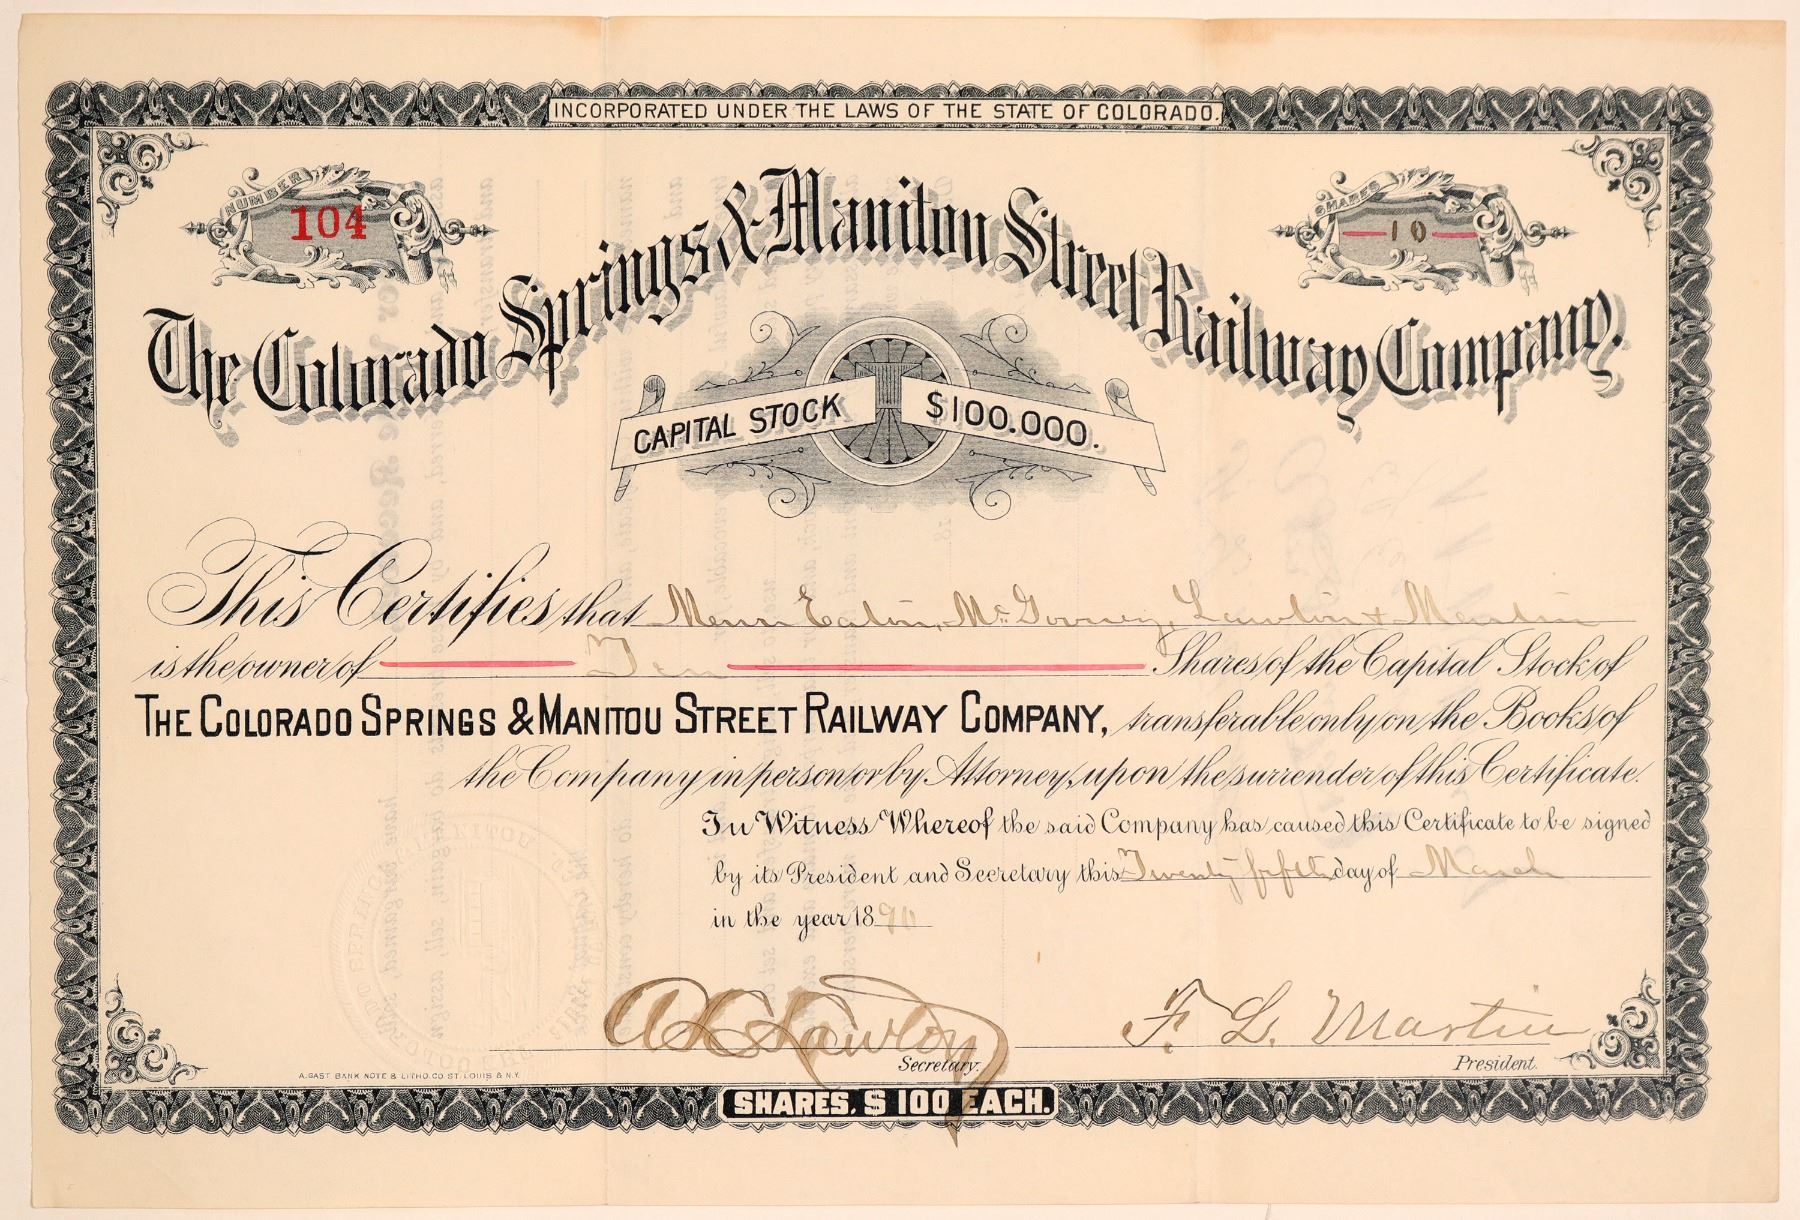 INCORPORATED UNDER THE LAWS OF THE STATE OF COLORADO.
NUMBER
104
SHARES
10
The Colorado Springs & Manitou Street Railway Company.
CAPITAL STOCK $100.000.
This Certifies that Eaton, Mc Lawton & Martin
is the owner of Ten Shares of the Capital Stock of
THE COLORADO SPRINGS & MANITOU STREET RAILWAY COMPANY, transferable only on the Books of
the Company in person or by Attorney, upon the surrender of this Certificate.
In Witness Whereof the said Company has caused this Certificate to be signed
by its President and Secretary this Twenty fifth day of March
in the year 1890
A L Lawton F. L. Martin
Secretary. President.
A. GAST BANK NOTE & LITHO. CO ST. LOUIS & N.Y.
SHARES, $100 EACH.